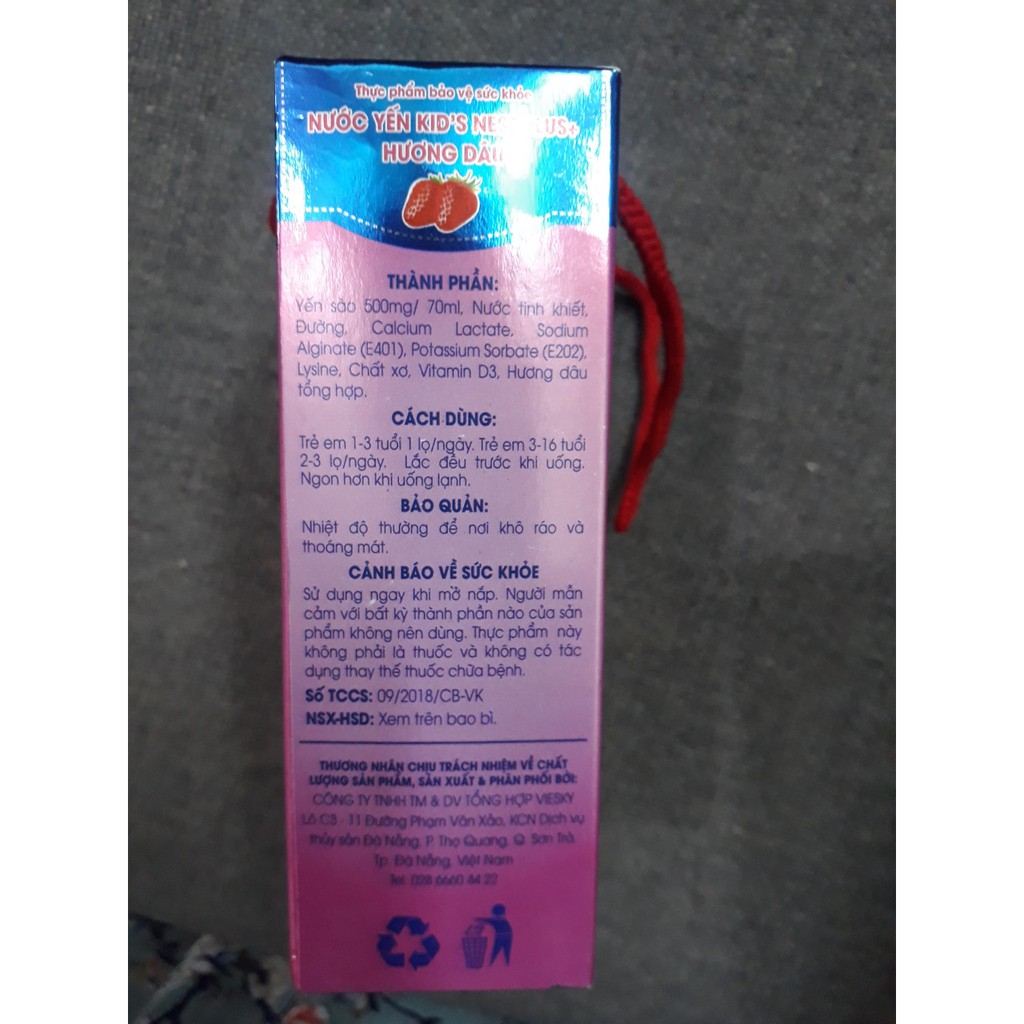 Thực phẩm bảo vệ sức khỏe
NƯỚC YẾN KID'S
HƯƠNG DÂU
THÀNH PHẦN:
Yến sào 500mg/ 70ml, Nước tinh khiết,
Đường, Calcium Lactate, Sodium
Alginate (E401), Potassium Sorbate (E202),
Lysine, Chất xơ, Vitamin D3, Hương dâu
tổng hợp.
CÁCH DÙNG:
Trẻ em 1-3 tuổi 1 lọ/ngày. Trẻ em 3-16 tuổi
2-3 lọ/ngày. Lắc đều trước khi uống.
Ngon hơn khi uống lạnh.
BẢO QUẢN:
Nhiệt độ thường để nơi khô ráo và
thoáng mát.
CẢNH BÁO VỀ SỨC KHỎE
Sử dụng ngay khi mở nắp. Người mẫn
cảm với bất kỳ thành phần nào của sản
phẩm không nên dùng. Thực phẩm này
không phải là thuốc và không có tác
dụng thay thế thuốc chữa bệnh.
Số TCCS: 09/2018/CB-VK
NSX-HSD: Xem trên bao bì.
THƯƠNG NHÂN CHỊU TRÁCH NHIỆM VỀ CHẤT
LƯỢNG SẢN PHẨM, SẢN XUẤT & PHÂN PHỐI BỞI:
CÔNG TY TNHH TM & DV TỔNG HỢP VIESKY
Lô C3 - 11 Đường Phạm Văn Xảo, KCN Dịch vụ
thủy sản Đà Nẵng, P. Thọ Quang, Q. Sơn Trà,
Tp. Đà Nẵng, Việt Nam
Tel: 028 6660 44 22